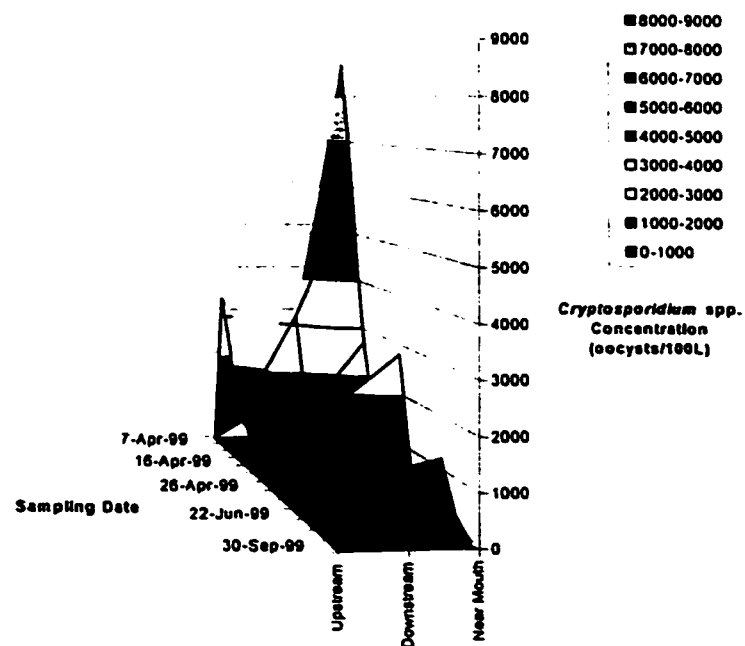 9000
8000
7000
6000
5000
4000
3000
2000
1000
0
8000-9000
7000-8000
6000-7000
5000-6000
4000-5000
3000-4000
2000-3000
1000-2000
0-1000
Cryptosporidium spp.
Concentration
(oocysts/100L)
7-Apr-99
16-Apr-99
26-Apr-99
22-Jun-99
30-Sep-99
Sampling Date
Upstream
Downstream
Near Mouth